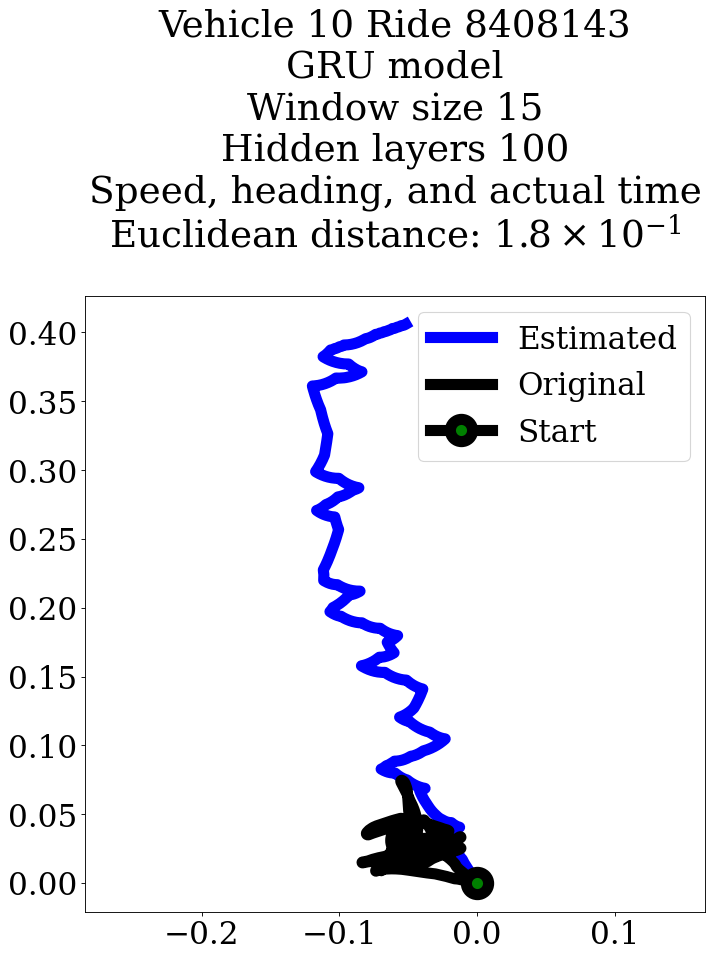 Vehicle 10 Ride 8408143
GRU model
Window size 15
Hidden layers 100
Speed, heading, and actual time
Euclidean distance: 1.8 × 10⁻¹
Estimated
Original
Start
0.40
0.35
0.30
0.25
0.20
0.15
0.10
0.05
0.00
−0.2 −0.1 0.0 0.1